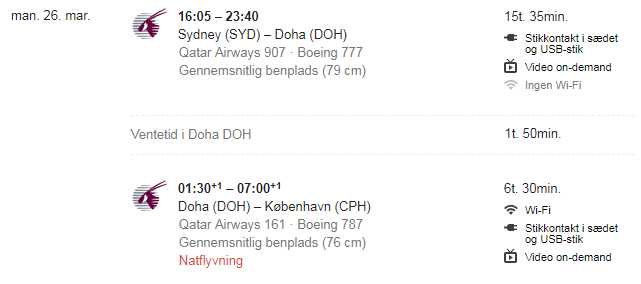 man. 26. mar.
16:05 – 23:40
15t. 35min.
Sydney (SYD) – Doha (DOH)
Qatar Airways 907 · Boeing 777
Gennemsnitlig benplads (79 cm)
Stikkontakt i sædet
og USB-stik
Video on-demand
Ingen Wi-Fi
Ventetid i Doha DOH
1t. 50min.
01:30+1 – 07:00+1
6t. 30min.
Doha (DOH) – København (CPH)
Qatar Airways 161 · Boeing 787
Gennemsnitlig benplads (76 cm)
Natflyvning
Wi-Fi
Stikkontakt i sædet
og USB-stik
Video on-demand